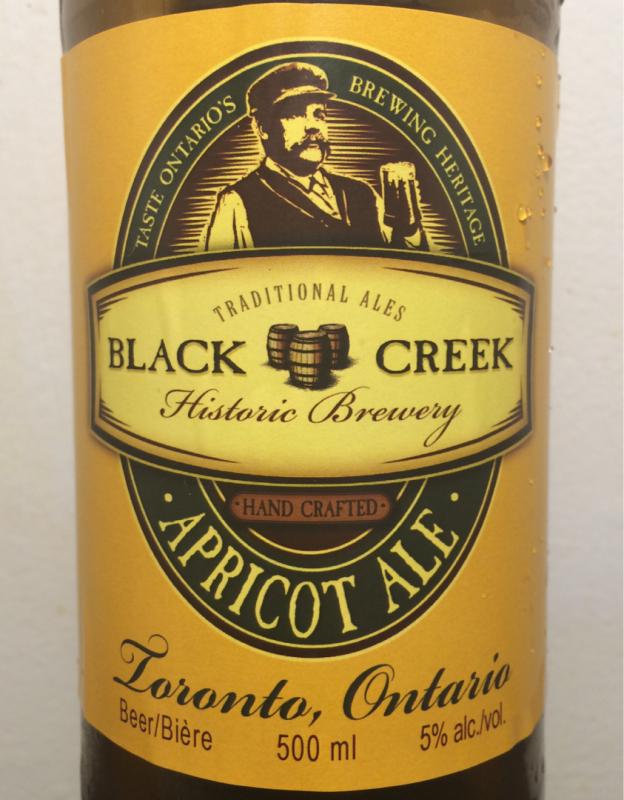 TASTE ONTARIO'S BREWING HERITAGE
TRADITIONAL ALES
BLACK CREEK
Historic Brewery
·HAND CRAFTED·
· APRICOT ALE ·
Toronto, Ontario
Beer/Bière 500 ml 5% alc./vol.